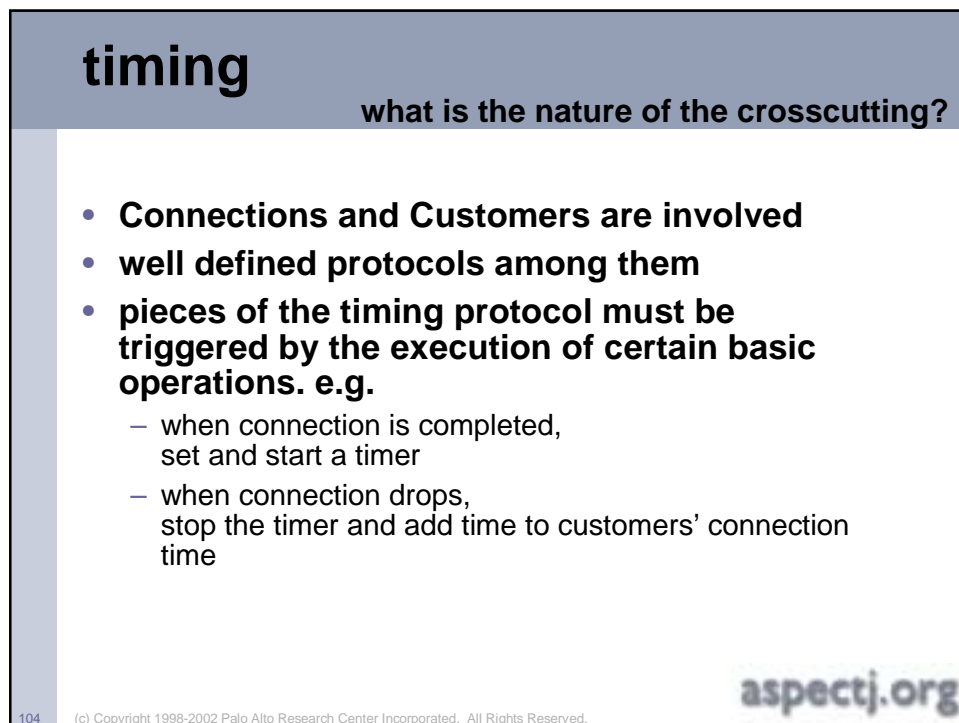 timing
what is the nature of the crosscutting?
• Connections and Customers are involved
• well defined protocols among them
• pieces of the timing protocol must be
triggered by the execution of certain basic
operations. e.g.
– when connection is completed,
set and start a timer
– when connection drops,
stop the timer and add time to customers’ connection
time
aspectj.org
104 (c) Copyright 1998-2002 Palo Alto Research Center Incorporated. All Rights Reserved.